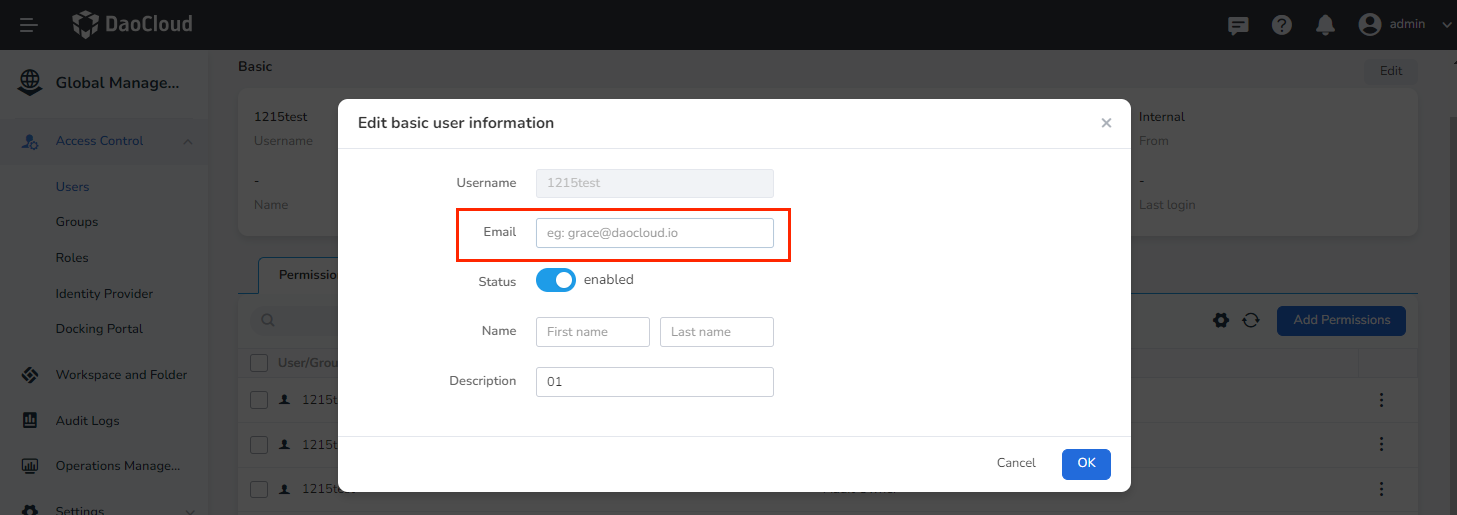 DaoCloud
admin
Global Manage...
Access Control
Users
Groups
Roles
Identity Provider
Docking Portal
Workspace and Folder
Audit Logs
Operations Manage...
Settings
Basic
Edit
1215test
Username
-
Name
Internal
From
-
Last login
Permissio
Add Permissions
User/Grou
1215t
1215t
1215test
Edit basic user information
Username
1215test
Email
eg: grace@daocloud.io
Status
enabled
Name
First name
Last name
Description
01
Cancel
OK